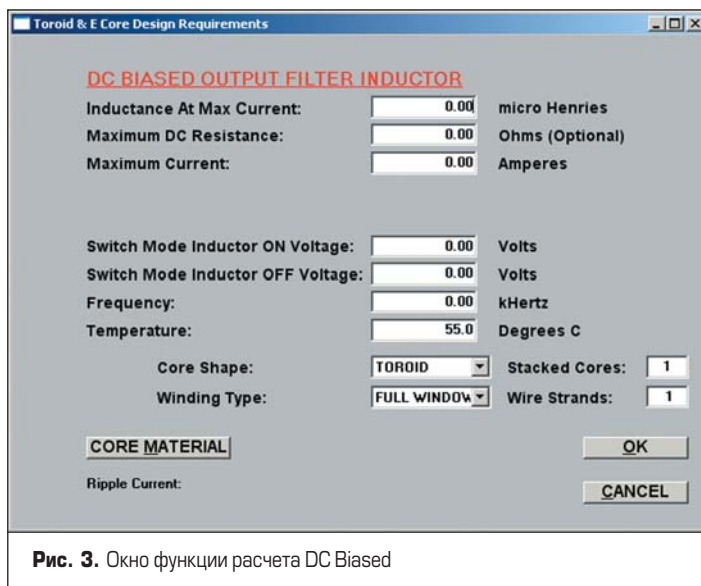 Toroid & E Core Design Requirements
DC BIASED OUTPUT FILTER INDUCTOR
Inductance At Max Current: 0.00 micro Henries
Maximum DC Resistance: 0.00 Ohms (Optional)
Maximum Current: 0.00 Amperes
Switch Mode Inductor ON Voltage: 0.00 Volts
Switch Mode Inductor OFF Voltage: 0.00 Volts
Frequency: 0.00 kHertz
Temperature: 55.0 Degrees C
Core Shape: TOROID Stacked Cores: 1
Winding Type: FULL WINDOW Wire Strands: 1
CORE MATERIAL OK
Ripple Current:
CANCEL
Рис. 3. Окно функции расчета DC Biased